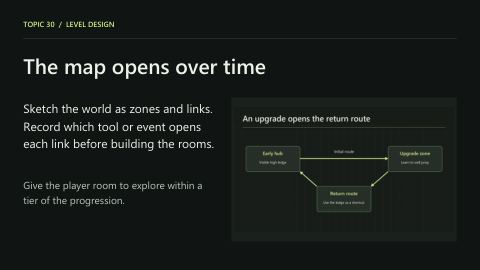 TOPIC 30 / LEVEL DESIGN
The map opens over time
Sketch the world as zones and links.
Record which tool or event opens
each link before building the rooms.
Give the player room to explore within a
tier of the progression.
An upgrade opens the return route
Early hub
Visible high ledge
Initial route
Upgrade zone
Learn to wall jump
Return route
Use the ledge as a shortcut